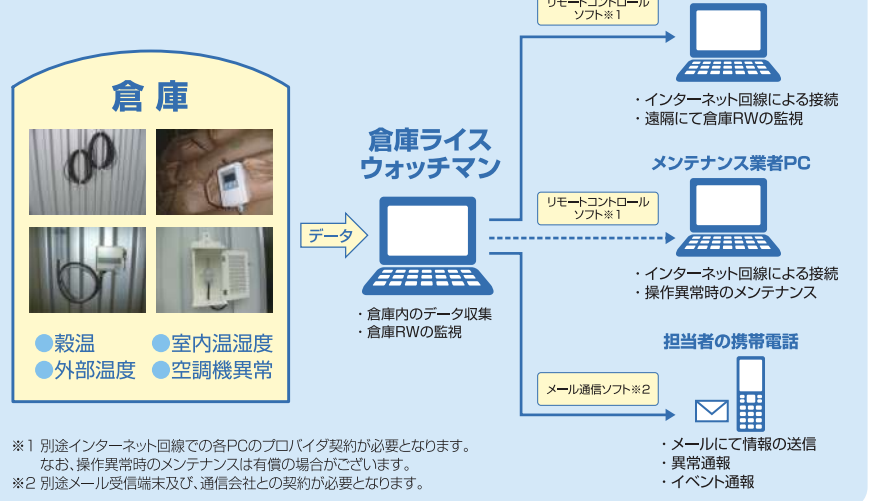 リモートコントロール
ソフト※1
・インターネット回線による接続
・遠隔にて倉庫RWの監視
倉庫
●穀温
●室内温湿度
●外部温度
●空調機異常
データ
倉庫ライス
ウォッチマン
・倉庫内のデータ収集
・倉庫RWの監視
メンテナンス業者PC
リモートコントロール
ソフト※1
・インターネット回線による接続
・操作異常時のメンテナンス
担当者の携帯電話
メール通信ソフト※2
・メールにて情報の送信
・異常通報
・イベント通報
※1 別途インターネット回線での各PCのプロバイダ契約が必要となります。
なお、操作異常時のメンテナンスは有償の場合がございます。
※2 別途メール受信端末及び、通信会社との契約が必要となります。